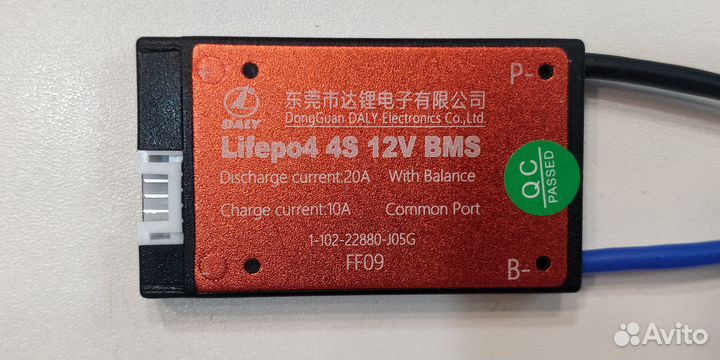 P-
东莞市达锂电子有限公司
DongGuan DALY Electronics Co.,Ltd
DALY
Lifepo4 4S 12V BMS
Discharge current:20A With Balance
Charge current:10A Common Port
QC
PASSED
1-102-22880-J05G
FF09
B-
Avito